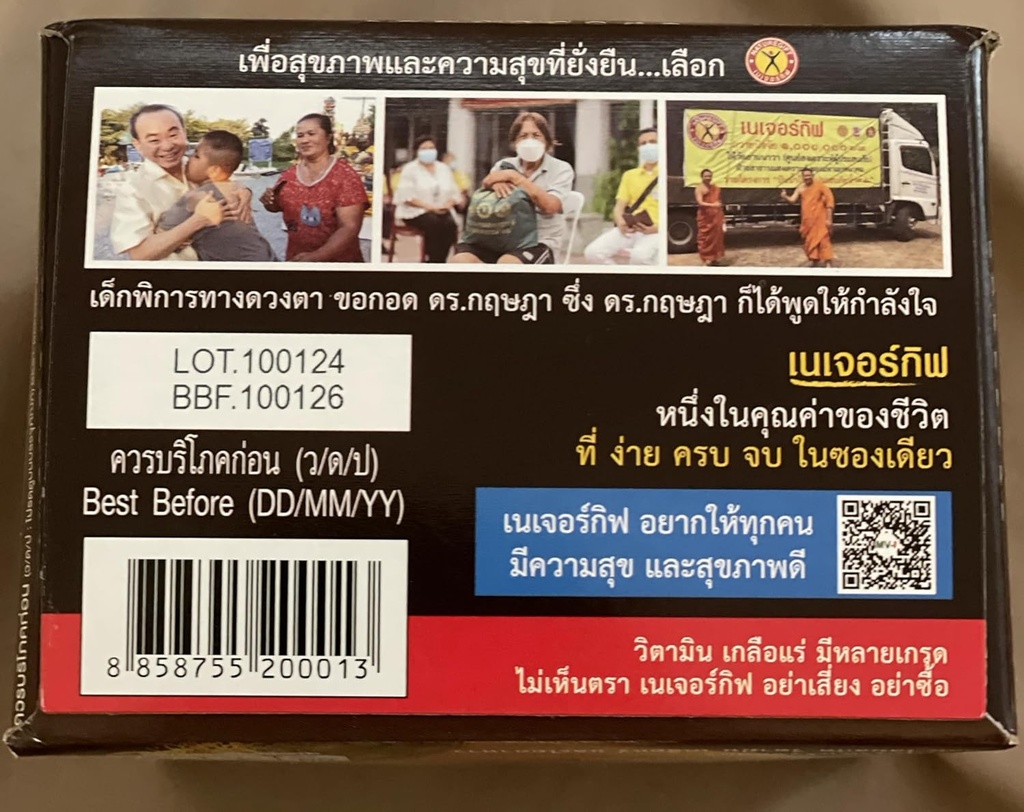 เพื่อสุขภาพและความสุขที่ยั่งยืน...เลือก
เนเจอร์กิฟ
เด็กพิการทางดวงตา ขอกอด ดร.กฤษฎา ซึ่ง ดร.กฤษฎา ก็ได้พูดให้กำลังใจ
LOT.100124
BBF.100126
ควรบริโภคก่อน (ว/ด/ป)
Best Before (DD/MM/YY)
เนเจอร์กิฟ
หนึ่งในคุณค่าของชีวิต
ที่ ง่าย ครบ จบ ในซองเดียว
เนเจอร์กิฟ อยากให้ทุกคน
มีความสุข และสุขภาพดี
8 858755 200013
วิตามิน เกลือแร่ มีหลายเกรด
ไม่เห็นตรา เนเจอร์กิฟ อย่าเสี่ยง อย่าซื้อ